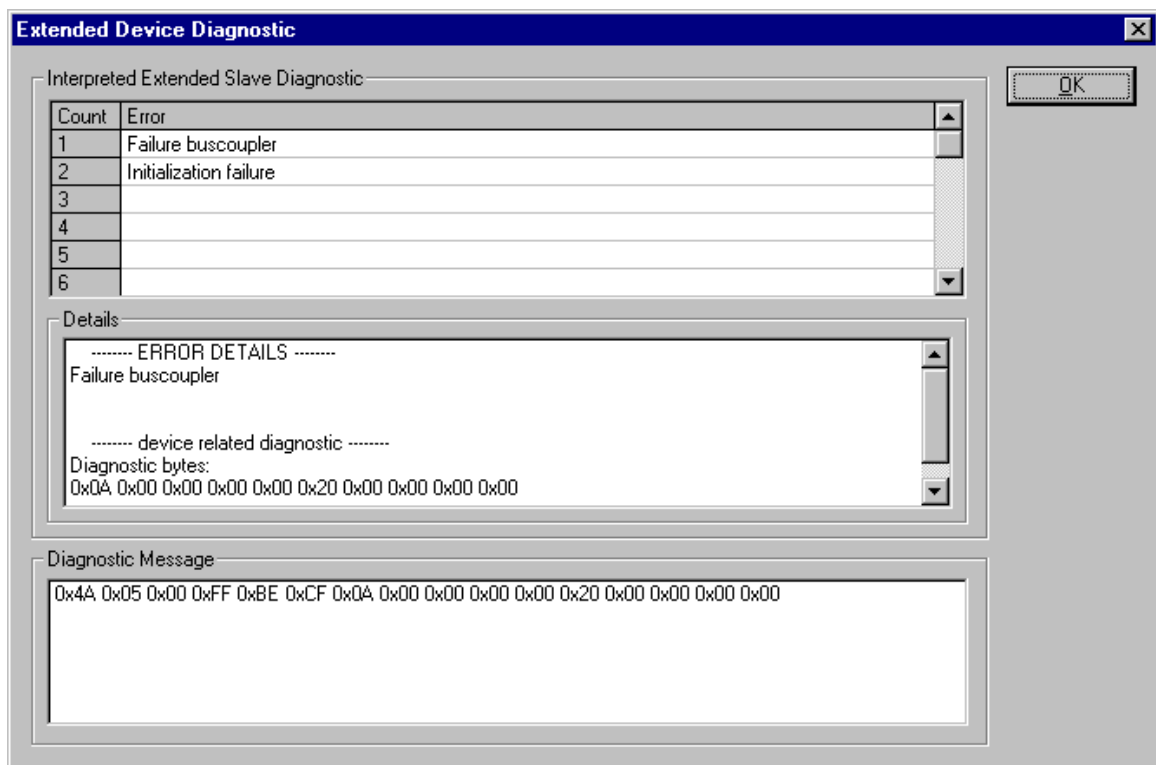 Extended Device Diagnostic
Interpreted Extended Slave Diagnostic
OK
Count Error
1 Failure buscoupler
2 Initialization failure
3
4
5
6
Details
-------- ERROR DETAILS --------
Failure buscoupler
-------- device related diagnostic --------
Diagnostic bytes:
0x0A 0x00 0x00 0x00 0x00 0x20 0x00 0x00 0x00 0x00
Diagnostic Message
0x4A 0x05 0x00 0xFF 0xBE 0xCF 0x0A 0x00 0x00 0x00 0x00 0x20 0x00 0x00 0x00 0x00